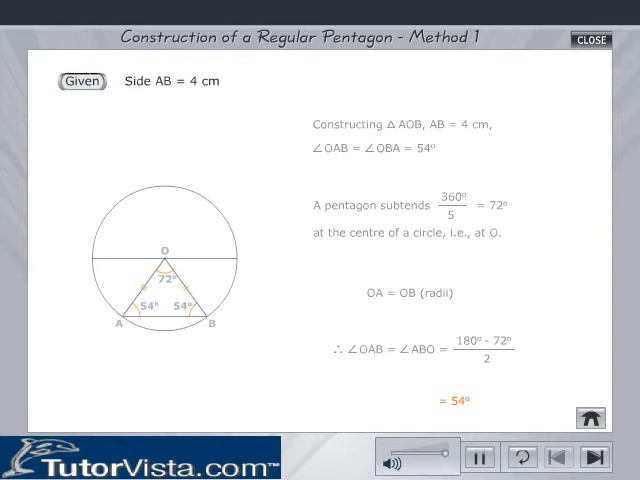 Construction of a Regular Pentagon - Method 1
CLOSE
Given Side AB = 4 cm
Constructing Δ AOB, AB = 4 cm,
∠OAB = ∠OBA = 54°
A pentagon subtends 360°/5 = 72°
at the centre of a circle, i.e., at O.
O
72°
54° 54°
A B
OA = OB (radii)
∴ ∠OAB = ∠ABO = 180° - 72°/2
= 54°
TutorVista.com™